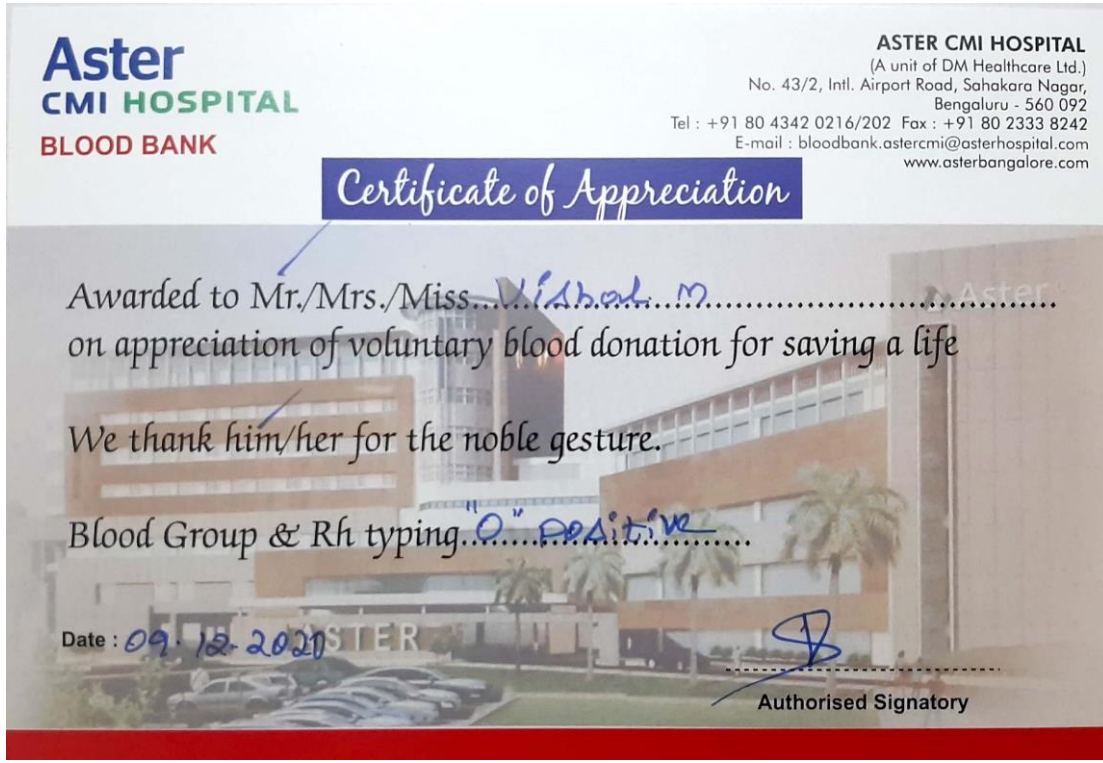 Aster
CMI HOSPITAL
BLOOD BANK
ASTER CMI HOSPITAL
(A unit of DM Healthcare Ltd.)
No. 43/2, Intl. Airport Road, Sahakara Nagar,
Bengaluru - 560 092
Tel : +91 80 4342 0216/202 Fax : +91 80 2333 8242
E-mail : bloodbank.astercmi@asterhospital.com
www.asterbangalore.com
Certificate of Appreciation
Awarded to Mr./Mrs./Miss...Vishal M...
Aster
on appreciation of voluntary blood donation for saving a life
We thank him/her for the noble gesture.
Blood Group & Rh typing..."O" Positive...
Date : 09.12.2020
ASTER
Authorised Signatory